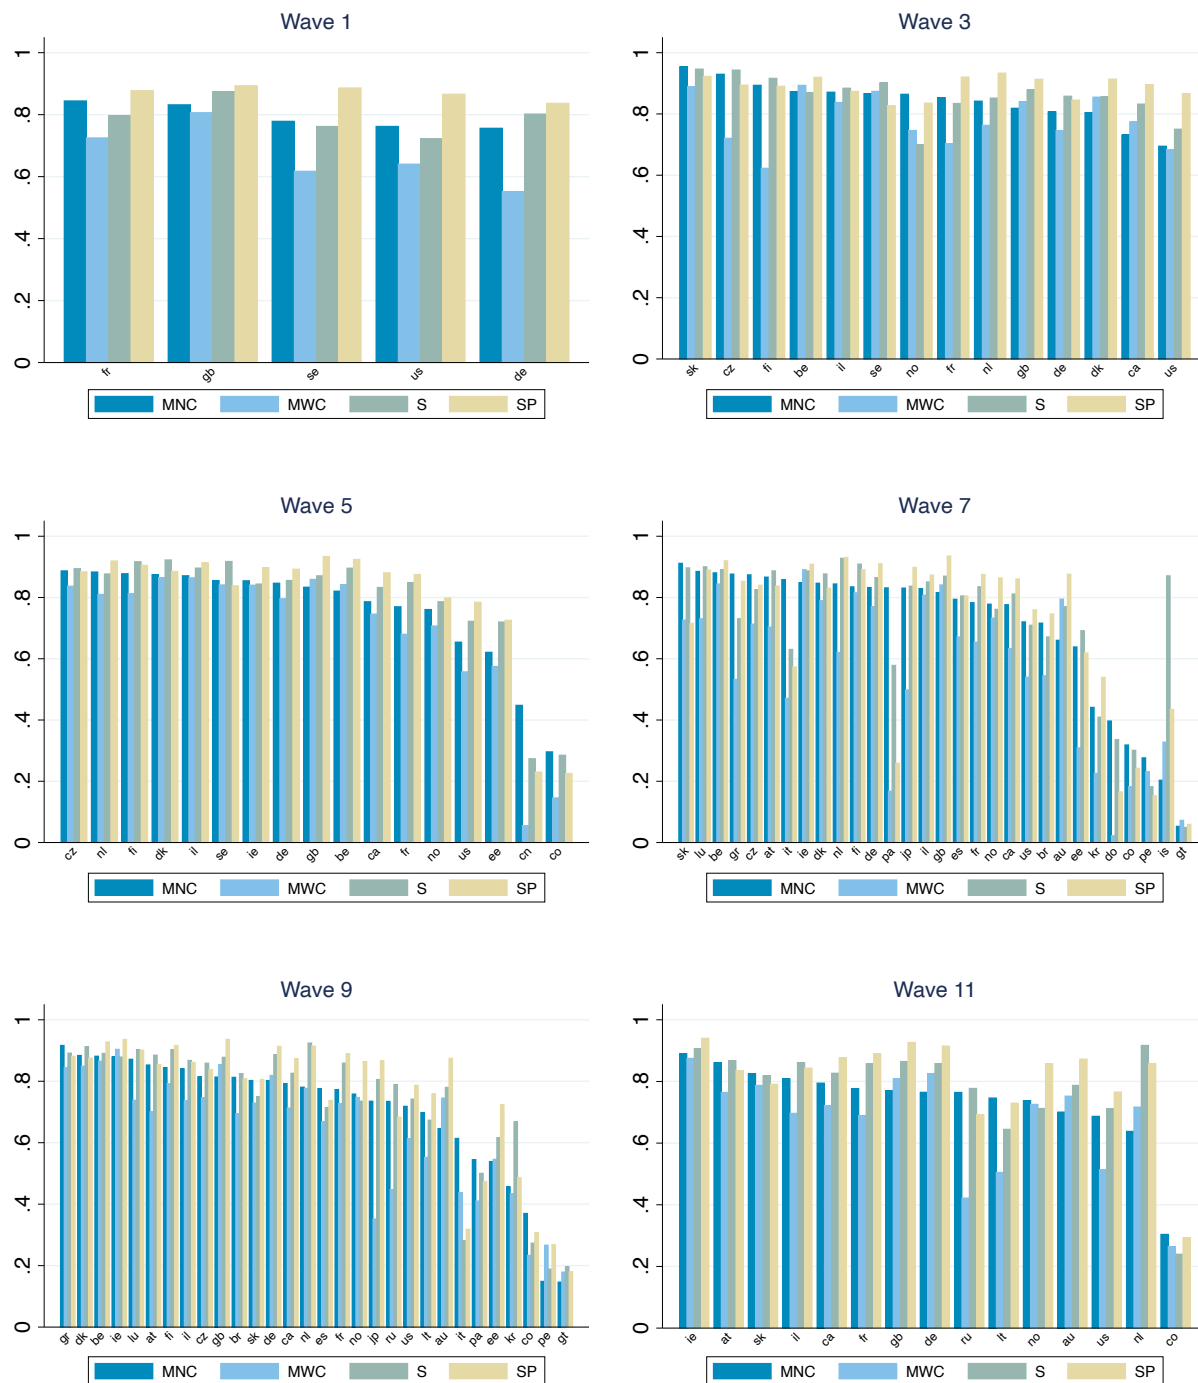 Wave 1
1
.8
.6
.4
.2
0
fr gb se us de
MNC MWC S SP
Wave 3
1
.8
.6
.4
.2
0
sk cz fi be il se no fr nl gb de dk ca us
MNC MWC S SP
Wave 5
1
.8
.6
.4
.2
0
cz nl fi dk il se ie de gb be ca fr no us ee cn co
MNC MWC S SP
Wave 7
1
.8
.6
.4
.2
0
sk lu be gr cz at it ie dk nl fi de pa jp il gb es fr no ca us br au ee kr do co pe is gt
MNC MWC S SP
Wave 9
1
.8
.6
.4
.2
0
gr dk be ie lu at fi il cz gb br sk de ca nl es fr no jp ru us lt au it pa ee kr co pe gt
MNC MWC S SP
Wave 11
1
.8
.6
.4
.2
0
ie at sk il ca fr gb de ru lt no au us nl co
MNC MWC S SP